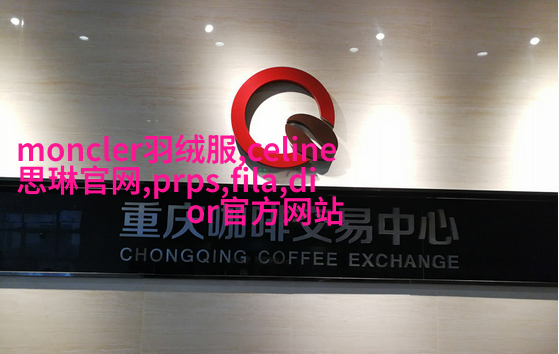 moncler羽绒服,celine
思琳官网,prps,fila,di
or官方网站
重庆咖啡交易中心
CHONGQING COFFEE EXCHANGE